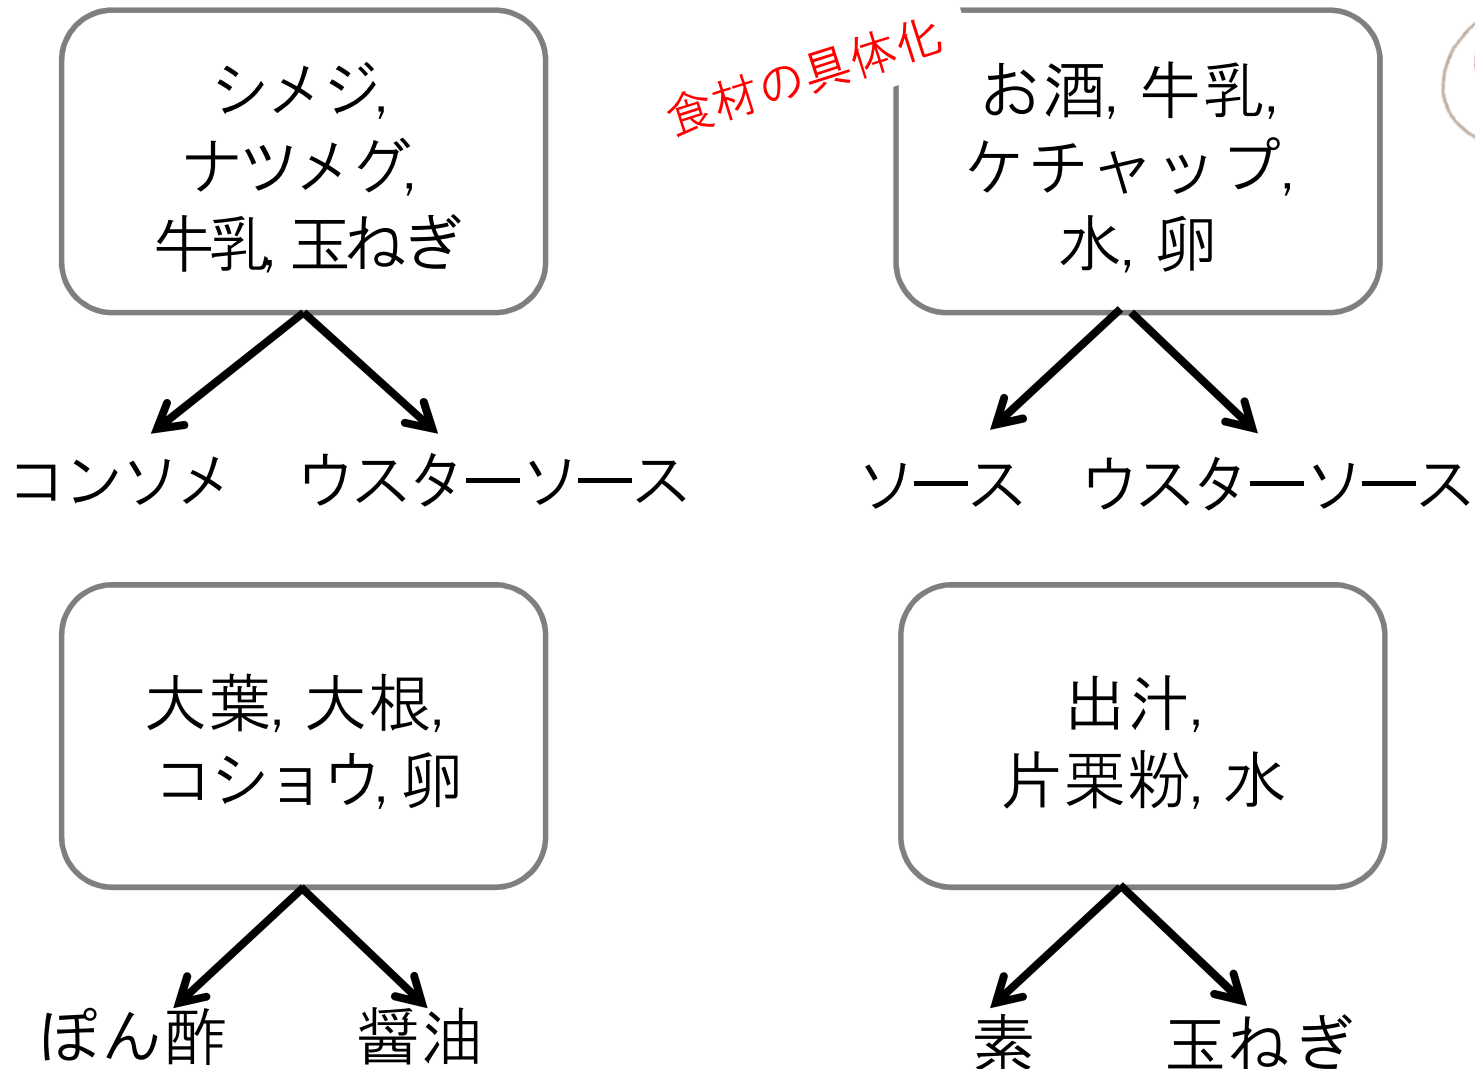 シメジ,
ナツメグ,
牛乳, 玉ねぎ
コンソメ
ウスターソース
食材の具体化
お酒, 牛乳,
ケチャップ,
水, 卵
ソース
ウスターソース
大葉, 大根,
コショウ, 卵
ぽん酢
醤油
出汁,
片栗粉, 水
素
玉ねぎ